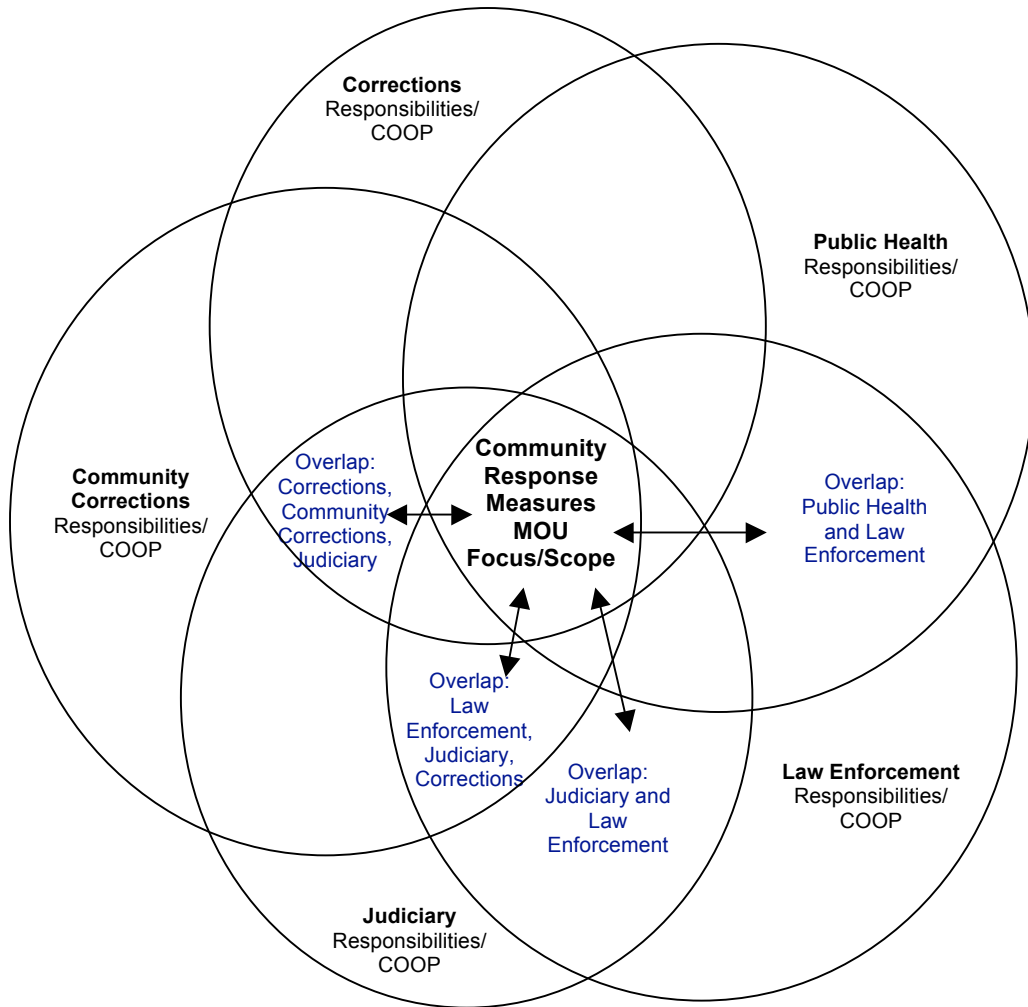 Corrections
Responsibilities/
COOP
Public Health
Responsibilities/
COOP
Community
Corrections
Responsibilities/
COOP
Overlap:
Corrections,
Community
Corrections,
Judiciary
Community
Response
Measures
MOU
Focus/Scope
Overlap:
Public Health
and Law
Enforcement
Overlap:
Law
Enforcement,
Judiciary,
Corrections
Overlap:
Judiciary and
Law
Enforcement
Law Enforcement
Responsibilities/
COOP
Judiciary
Responsibilities/
COOP